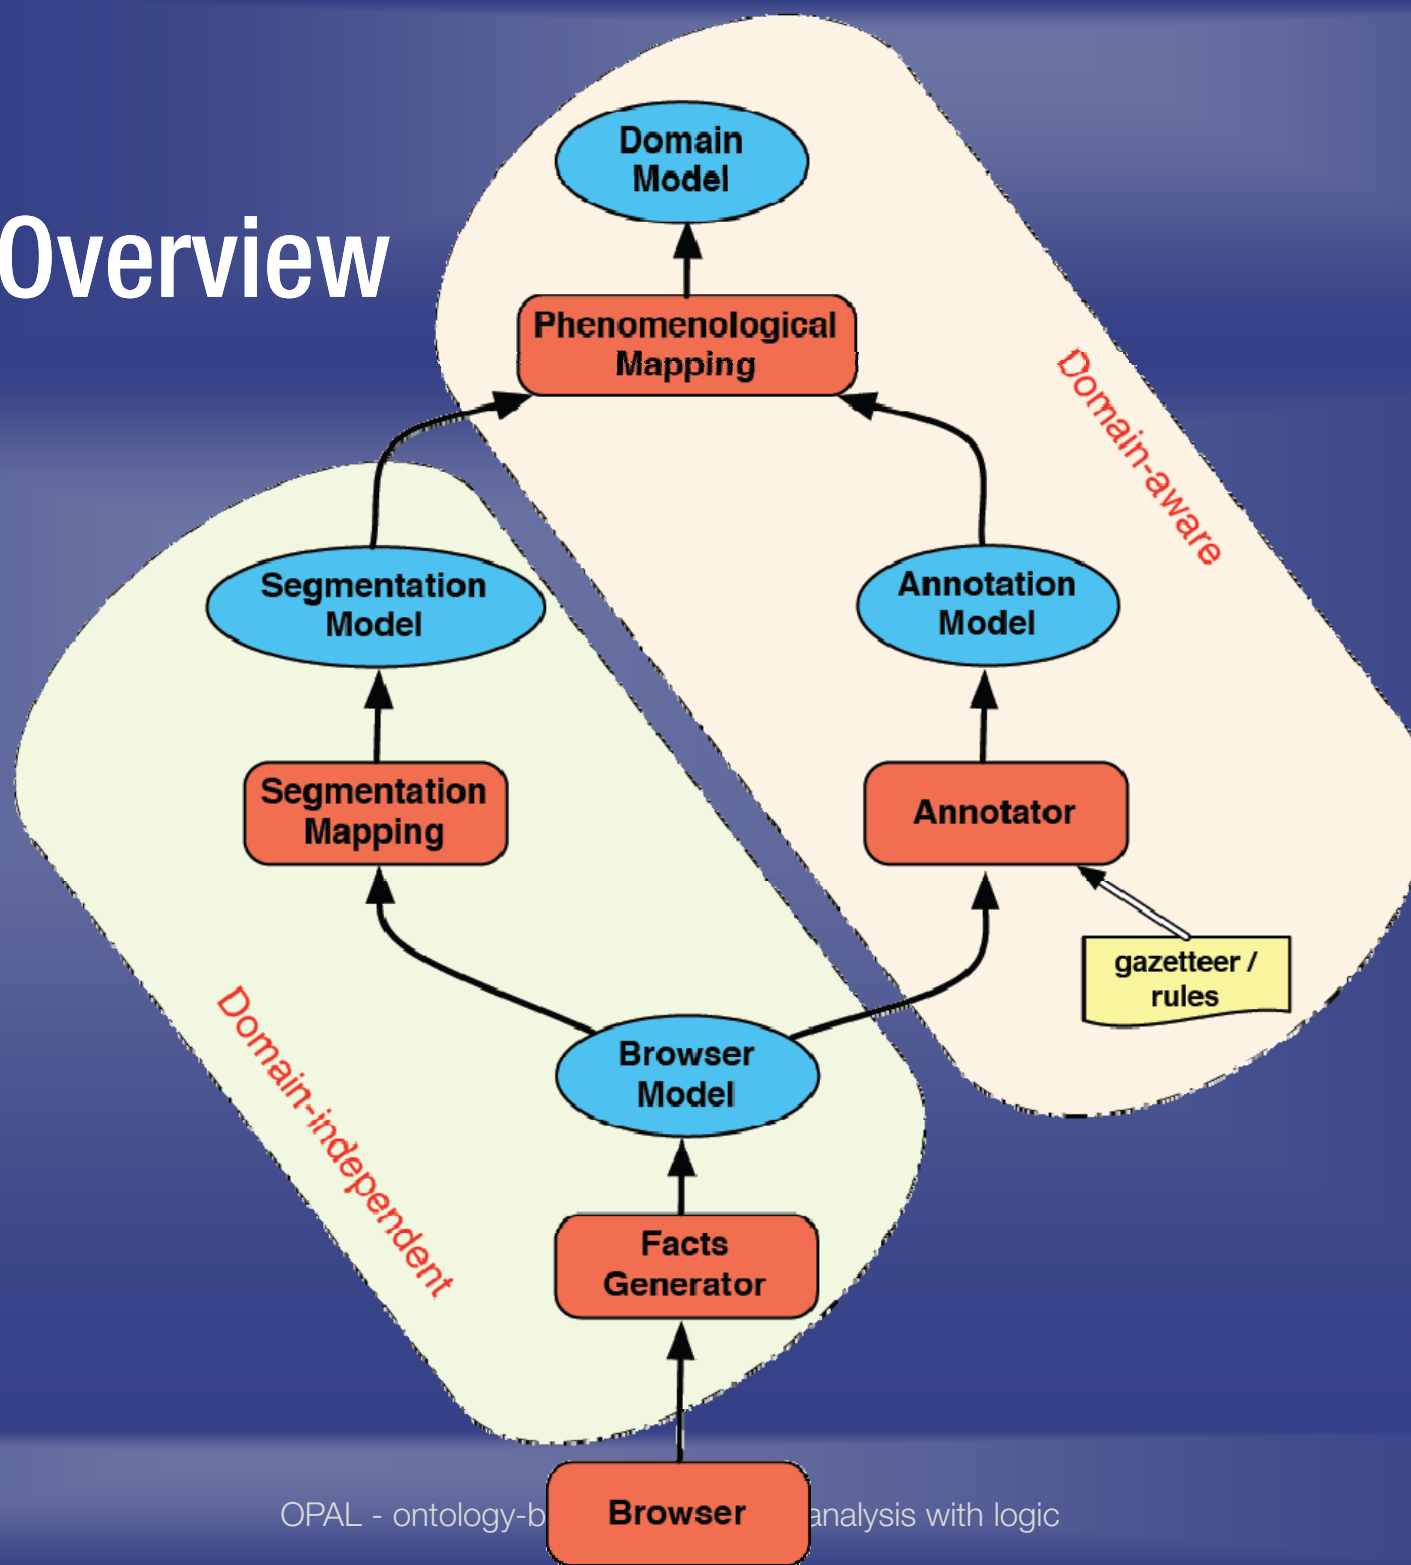 Overview
Domain
Model
Phenomenological
Mapping
Domain-aware
Segmentation
Model
Annotation
Model
Segmentation
Mapping
Annotator
gazetteer /
rules
Domain-independent
Browser
Model
Facts
Generator
Browser
OPAL - ontology-b analysis with logic